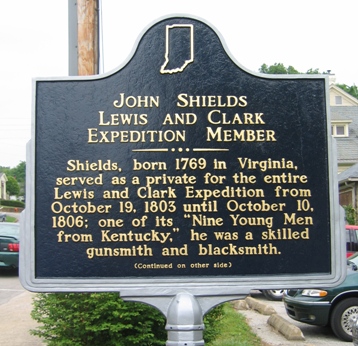 JOHN SHIELDS
LEWIS AND CLARK
EXPEDITION MEMBER
Shields, born 1769 in Virginia,
served as a private for the entire
Lewis and Clark Expedition from
October 19, 1803 until October 10,
1806; one of its "Nine Young Men
from Kentucky," he was a skilled
gunsmith and blacksmith.
(Continued on other side)